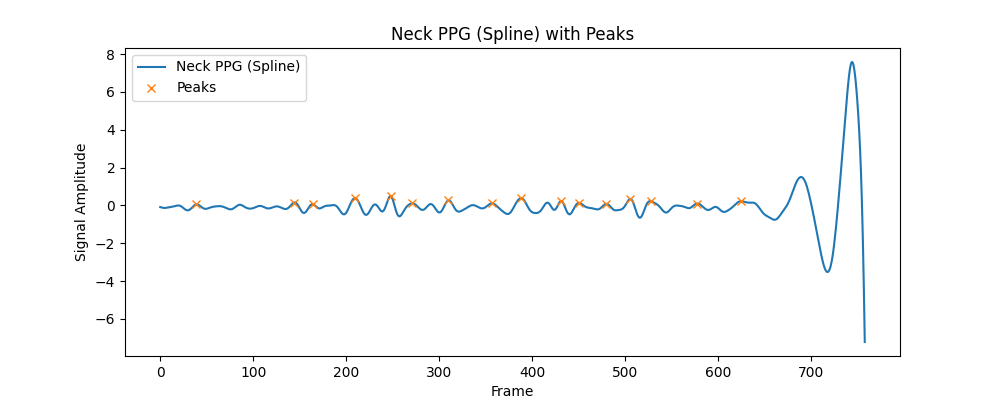 Neck PPG (Spline) with Peaks
Neck PPG (Spline)
Peaks
8
6
4
2
0
−2
−4
−6
Signal Amplitude
0 100 200 300 400 500 600 700
Frame